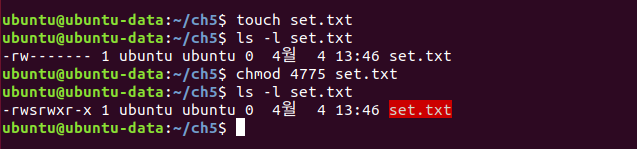 ubuntu@ubuntu-data:~/ch5$ touch set.txt
ubuntu@ubuntu-data:~/ch5$ ls -l set.txt
-rw------- 1 ubuntu ubuntu 0  4월  4 13:46 set.txt
ubuntu@ubuntu-data:~/ch5$ chmod 4775 set.txt
ubuntu@ubuntu-data:~/ch5$ ls -l set.txt
-rwsrwxr-x 1 ubuntu ubuntu 0  4월  4 13:46 set.txt
ubuntu@ubuntu-data:~/ch5$